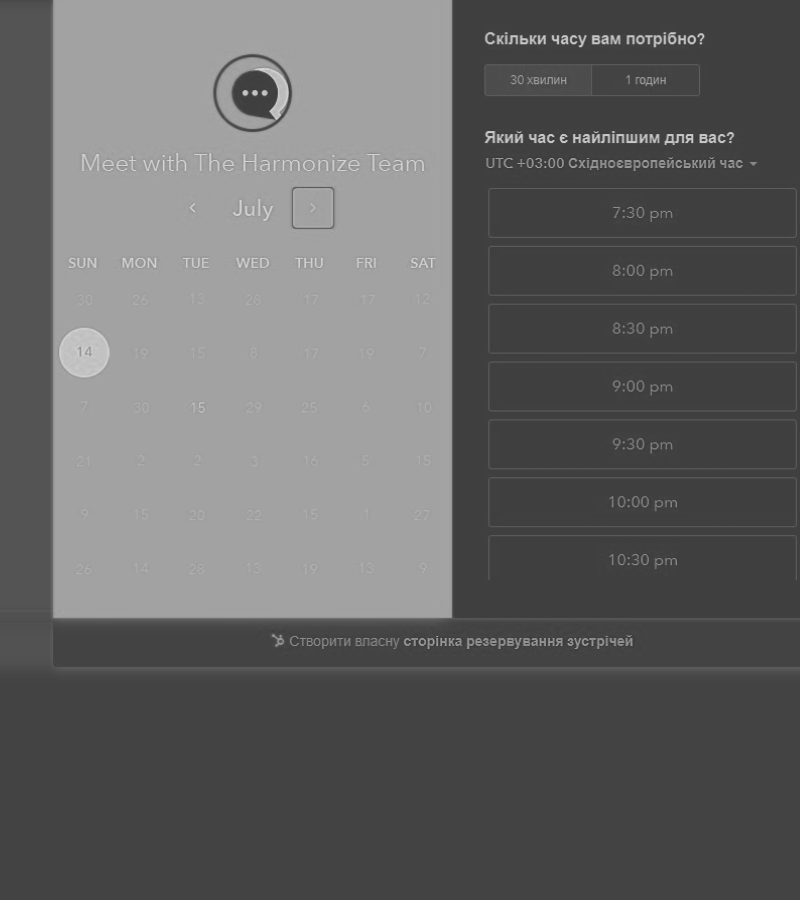 Meet with The Harmonize Team
July
SUN MON TUE WED THU FRI SAT
30 26 13 28 17 17 12
14 19 15 8 17 19 7
7 30 15 29 25 6 10
21 2 2 3 16 5 15
9 15 20 22 15 1 27
26 14 28 13 19 13 9
Скільки часу вам потрібно?
30 хвилин 1 годин
Який час є найліпшим для вас?
UTC +03:00 Східноєвропейський час
7:30 pm
8:00 pm
8:30 pm
9:00 pm
9:30 pm
10:00 pm
10:30 pm
Створити власну сторінка резервування зустрічей